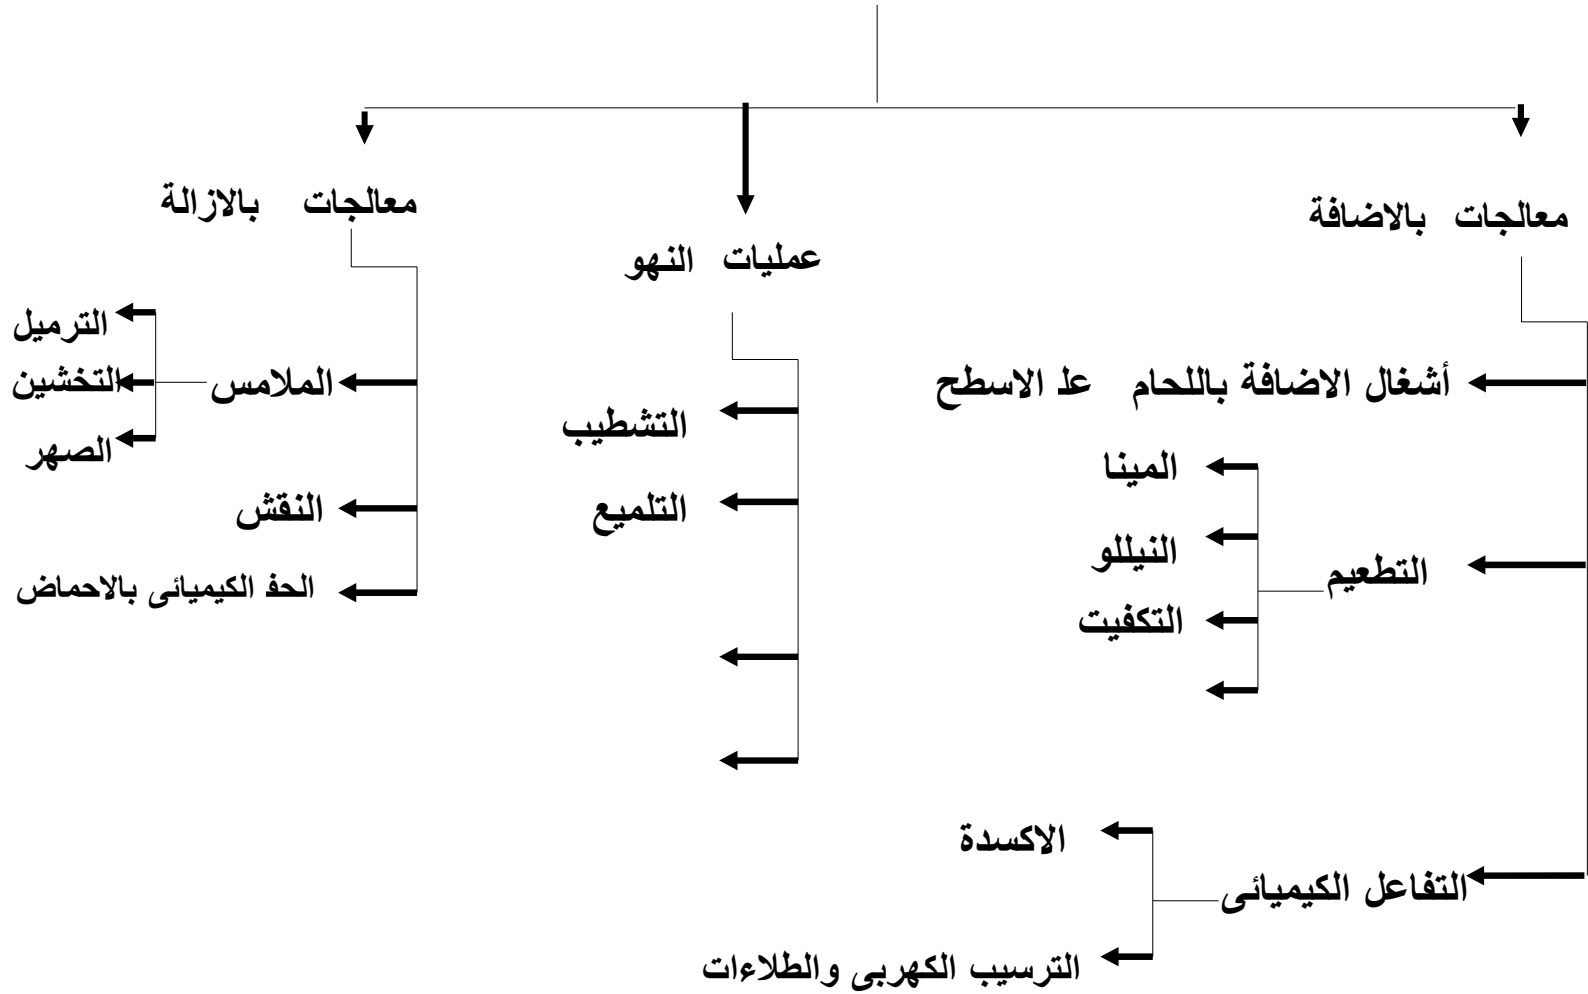 معالجات بالاضافة
أشغال الاضافة باللحام عل الاسطح
التطعيم
المينا
النيللو
التكفيت
التفاعل الكيميائى
الاكسدة
الترسيب الكهربى والطلاءات
عمليات النهو
التشطيب
التلميع
معالجات بالازالة
الملامس
الترميل
التخشين
الصهر
النقش
الحف الكيميائى بالاحماض